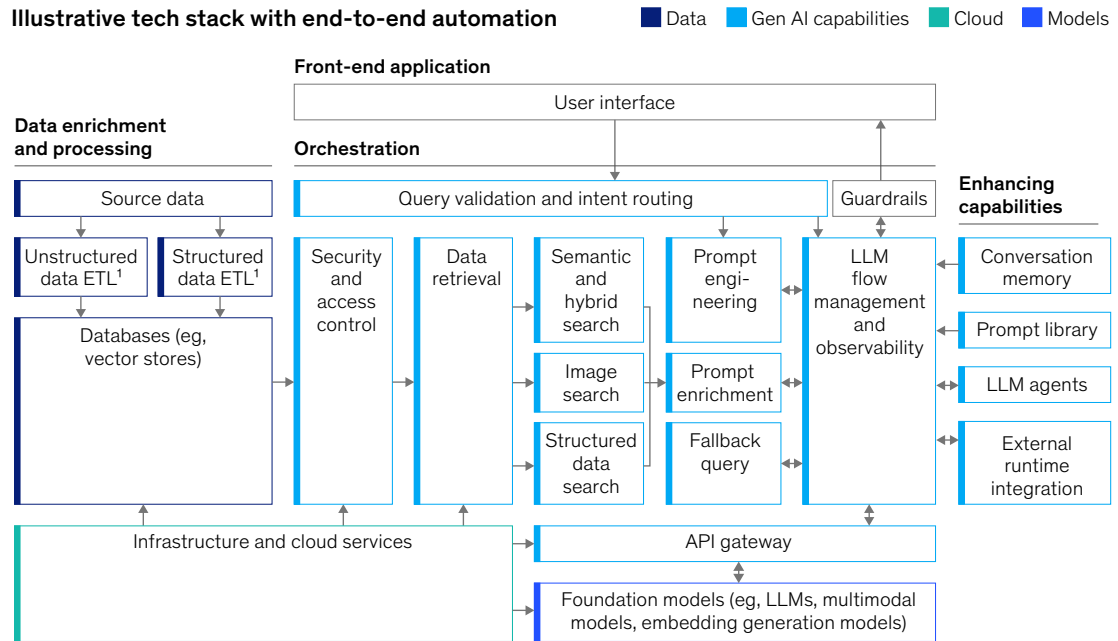 Illustrative tech stack with end-to-end automation
Data
Gen AI capabilities
Cloud
Models
Front-end application
User interface
Data enrichment
and processing
Orchestration
Source data
Query validation and intent routing
Guardrails
Enhancing
capabilities
Unstructured
data ETL¹
Structured
data ETL¹
Databases (eg,
vector stores)
Security
and
access
control
Data
retrieval
Semantic
and
hybrid
search
Image
search
Structured
data
search
Prompt
engi-
neering
Prompt
enrichment
Fallback
query
LLM
flow
management
and
observability
Conversation
memory
Prompt library
LLM agents
External
runtime
integration
Infrastructure and cloud services
API gateway
Foundation models (eg, LLMs, multimodal
models, embedding generation models)